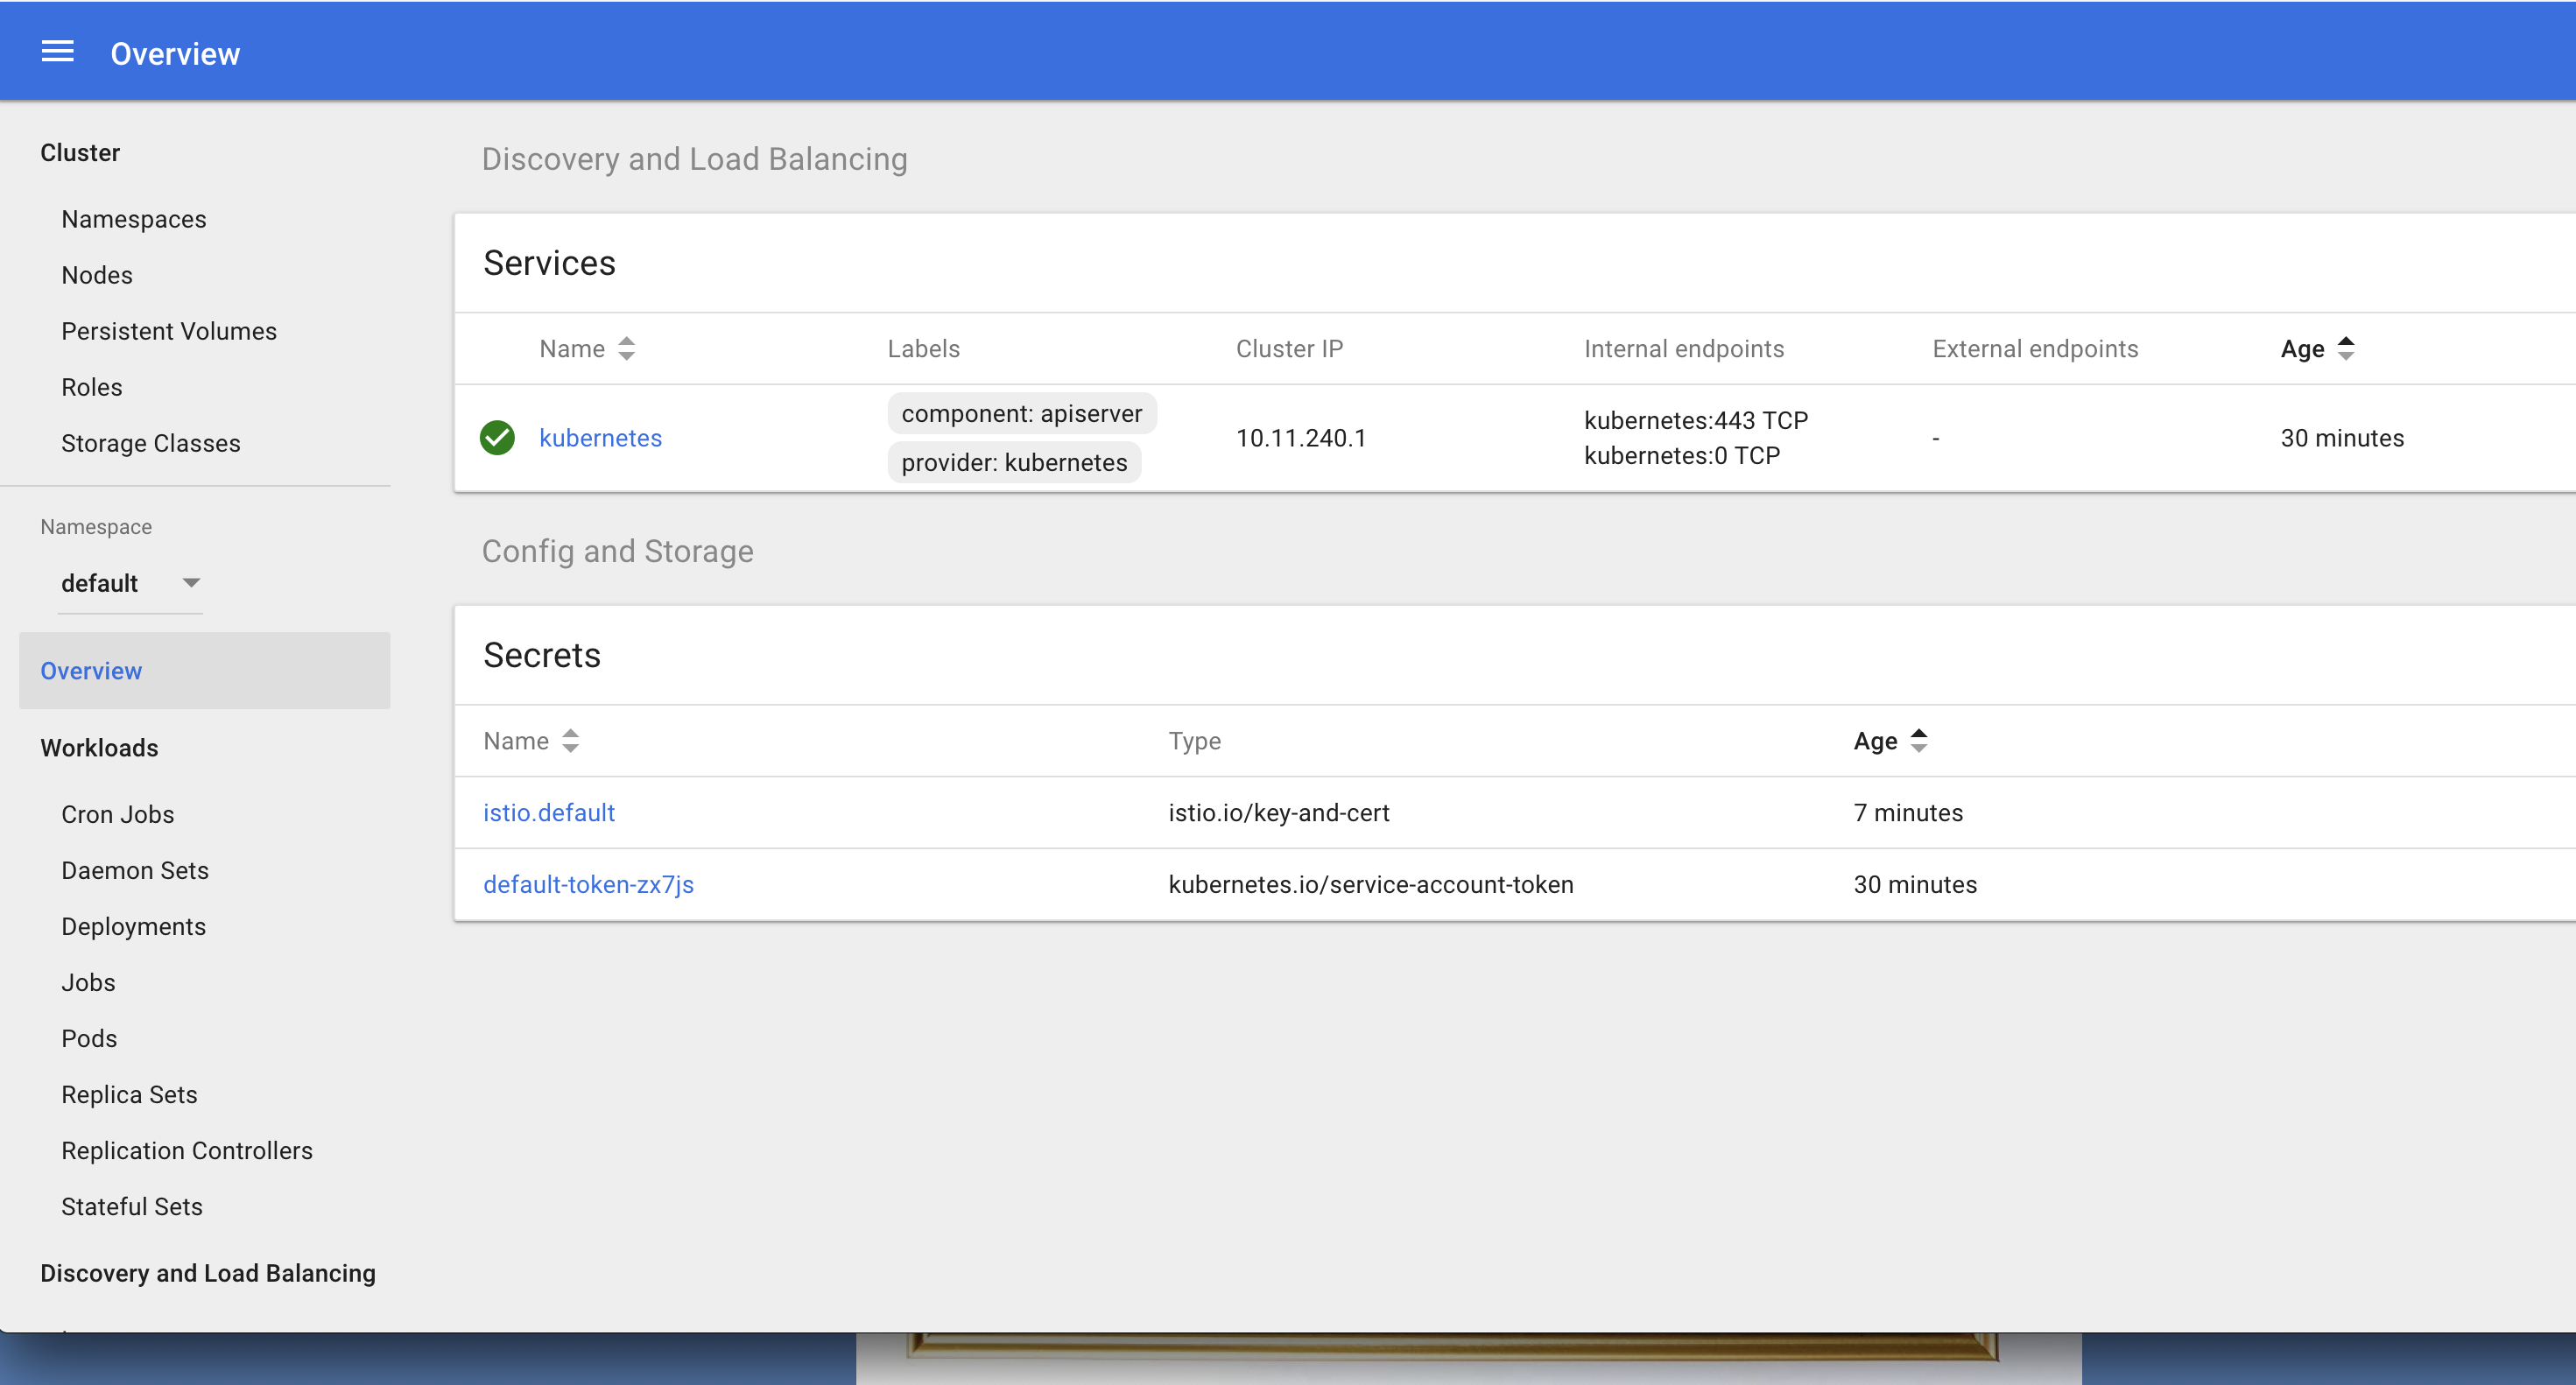 Overview
Cluster
Namespaces
Nodes
Persistent Volumes
Roles
Storage Classes
Namespace
default
Overview
Workloads
Cron Jobs
Daemon Sets
Deployments
Jobs
Pods
Replica Sets
Replication Controllers
Stateful Sets
Discovery and Load Balancing
Discovery and Load Balancing
Services
Name Labels Cluster IP Internal endpoints External endpoints Age
kubernetes component: apiserver provider: kubernetes 10.11.240.1 kubernetes:443 TCP kubernetes:0 TCP - 30 minutes
Config and Storage
Secrets
Name Type Age
istio.default istio.io/key-and-cert 7 minutes
default-token-zx7js kubernetes.io/service-account-token 30 minutes